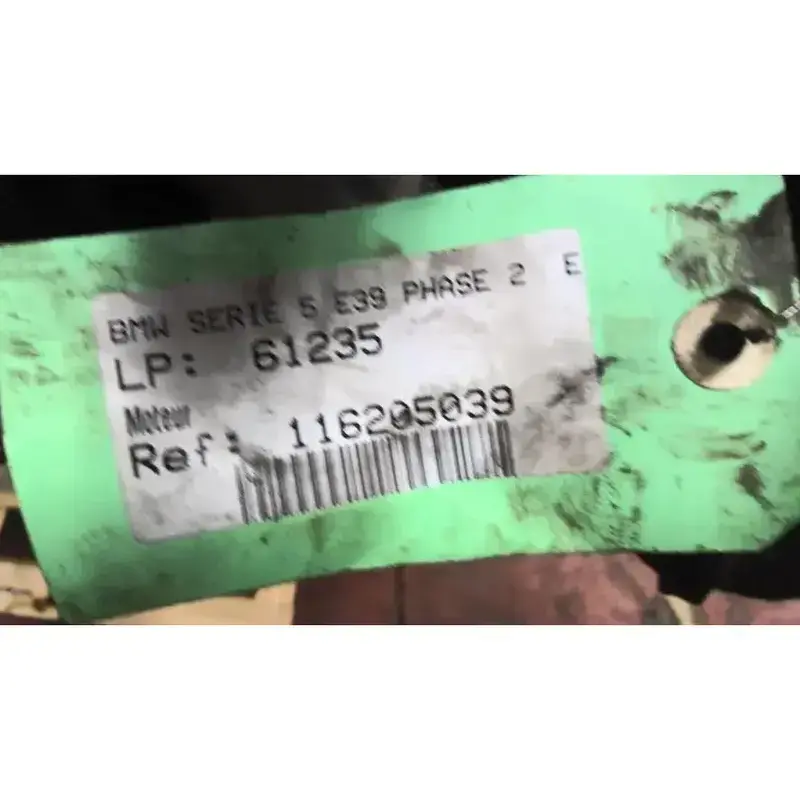 BMW SERIE 5 E39 PHASE 2 E
LP: 61235
Moteur
Ref: 116205039